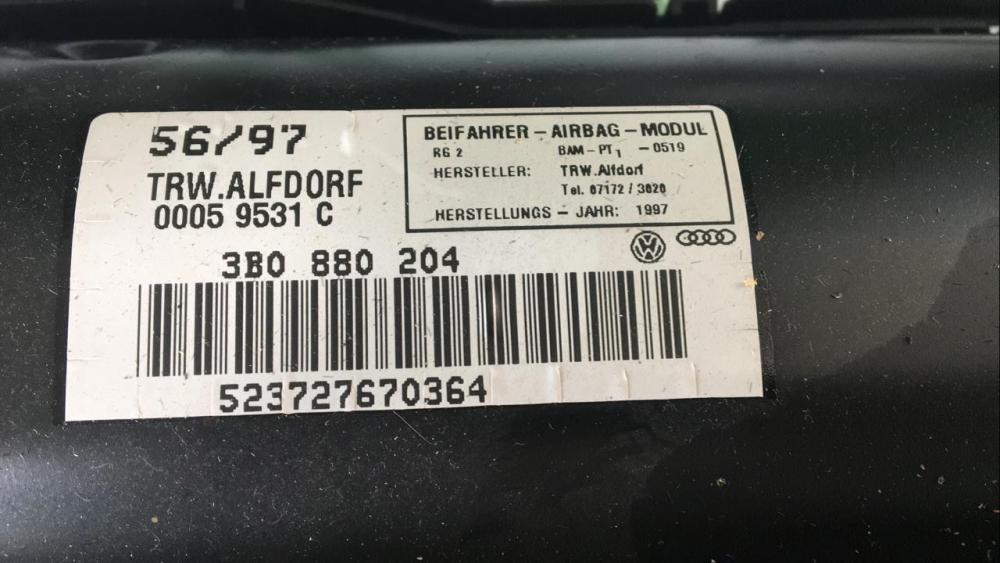 56/97
TRW.ALFDORF
0005 9531 C
BEIFAHRER - AIRBAG - MODUL
RG 2 BAM - PT1 - 0519
HERSTELLER: TRW.Alfdorf
Tel. 07172 / 3020
HERSTELLUNGS - JAHR: 1997
3B0 880 204
523727670364